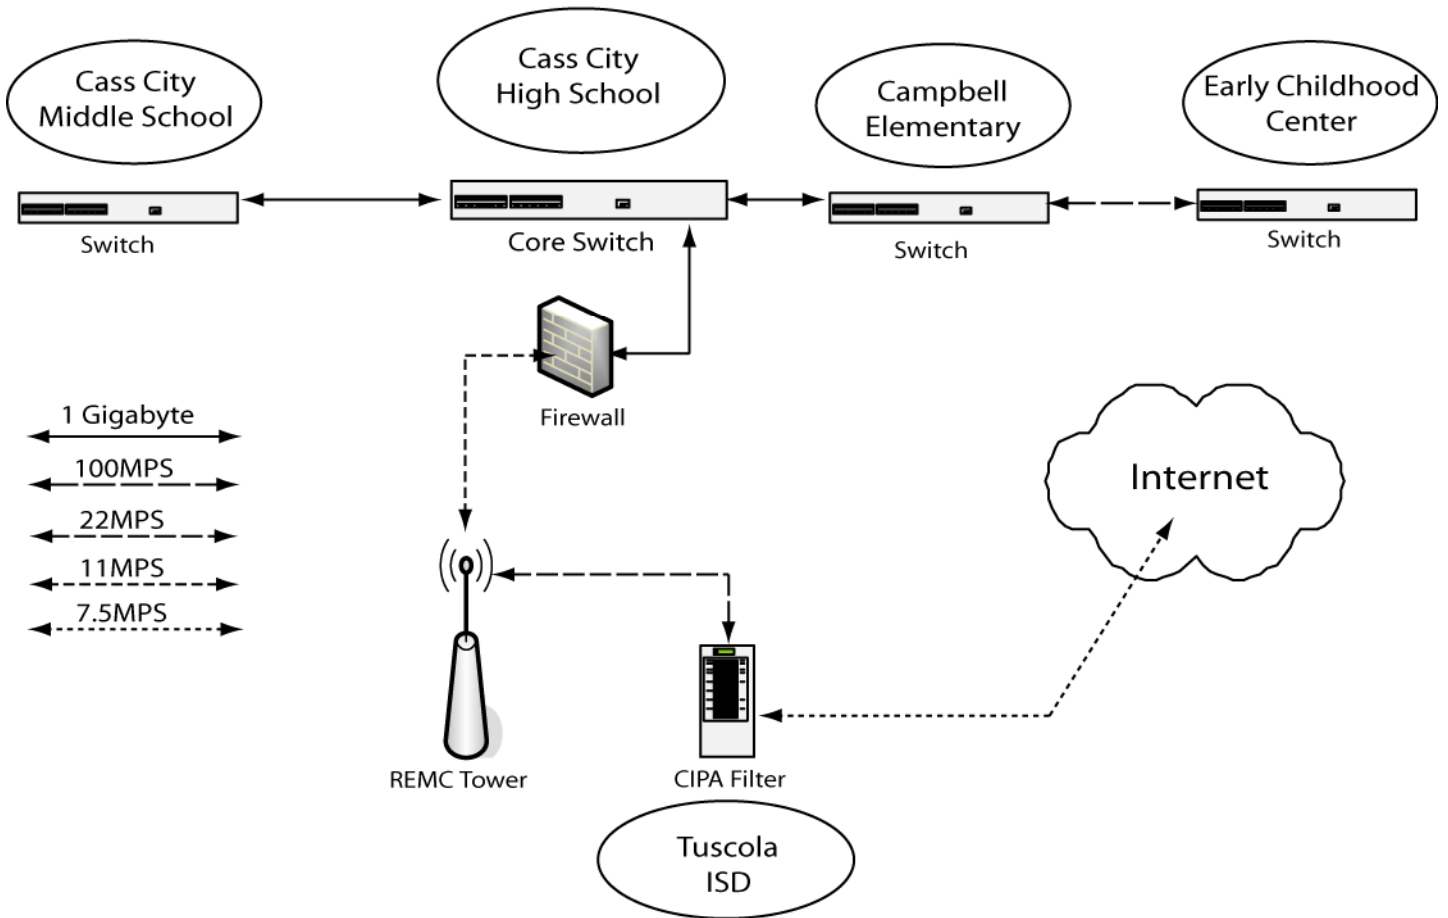 Cass City
Middle School
Cass City
High School
Campbell
Elementary
Early Childhood
Center
Switch
Core Switch
Switch
Switch
Firewall
1 Gigabyte
100MPS
22MPS
11MPS
7.5MPS
Internet
REMC Tower
CIPA Filter
Tuscola
ISD